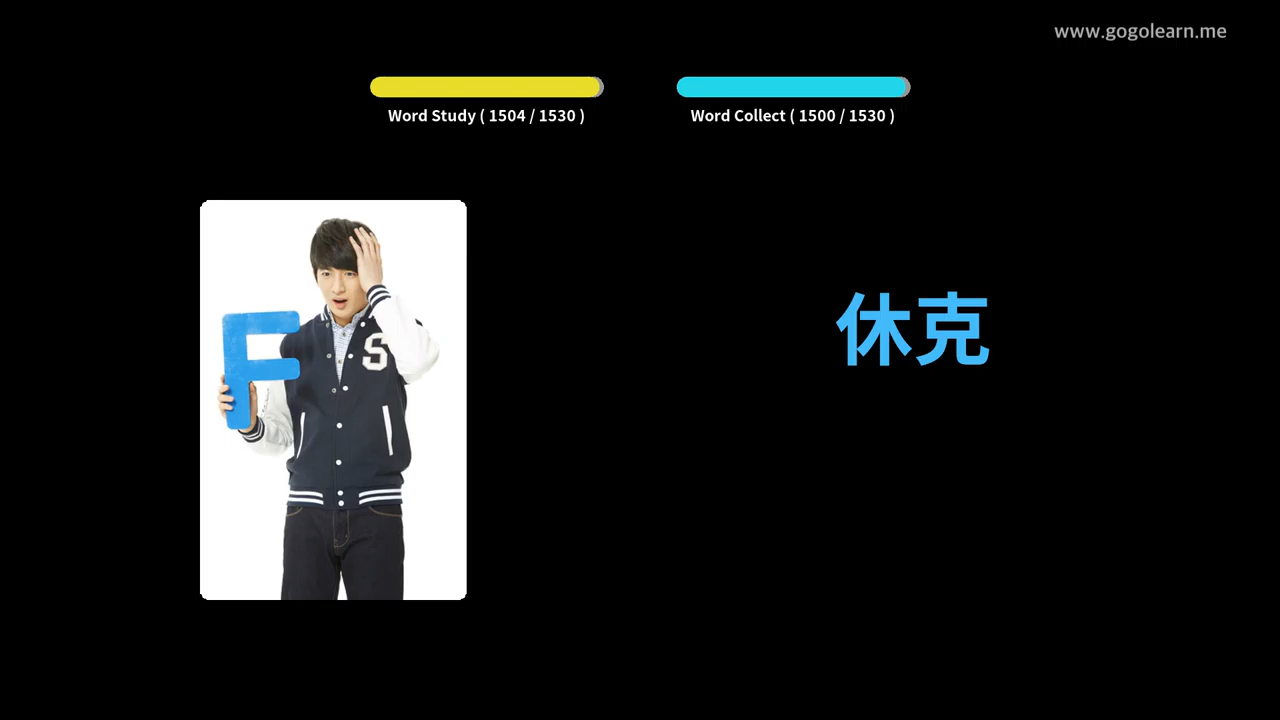 www.gogolearn.me
Word Study ( 1504 / 1530 )
Word Collect ( 1500 / 1530 )
F
S
休克